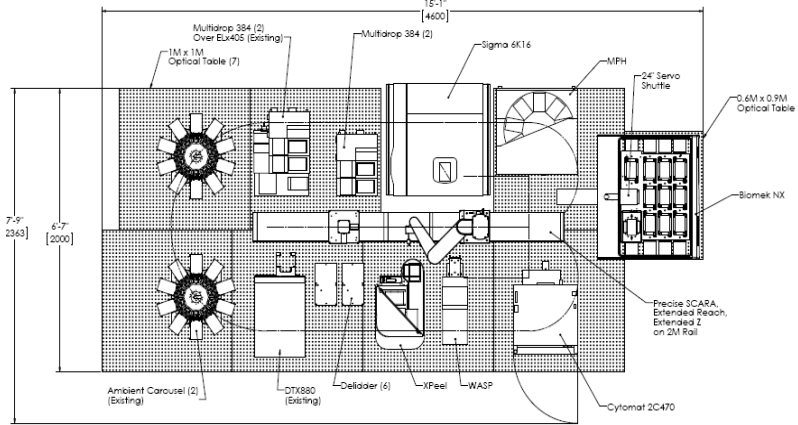 15'-1"
[4600]
Multidrop 384 (2)
Over ELx405 (Existing)
Multidrop 384 (2)
Sigma 6K16
MPH
1M x 1M
Optical Table (7)
24" Servo
Shuttle
0.6M x 0.9M
Optical Table
7'-9"
2363]
6'-7"
[2000]
Biomek NX
Precise SCARA,
Extended Reach,
Extended Z
on 2M Rail
Ambient Carousel (2)
(Existing)
DTX880
(Existing)
Delidder (6)
XPeel
WASP
Cytomat 2C470